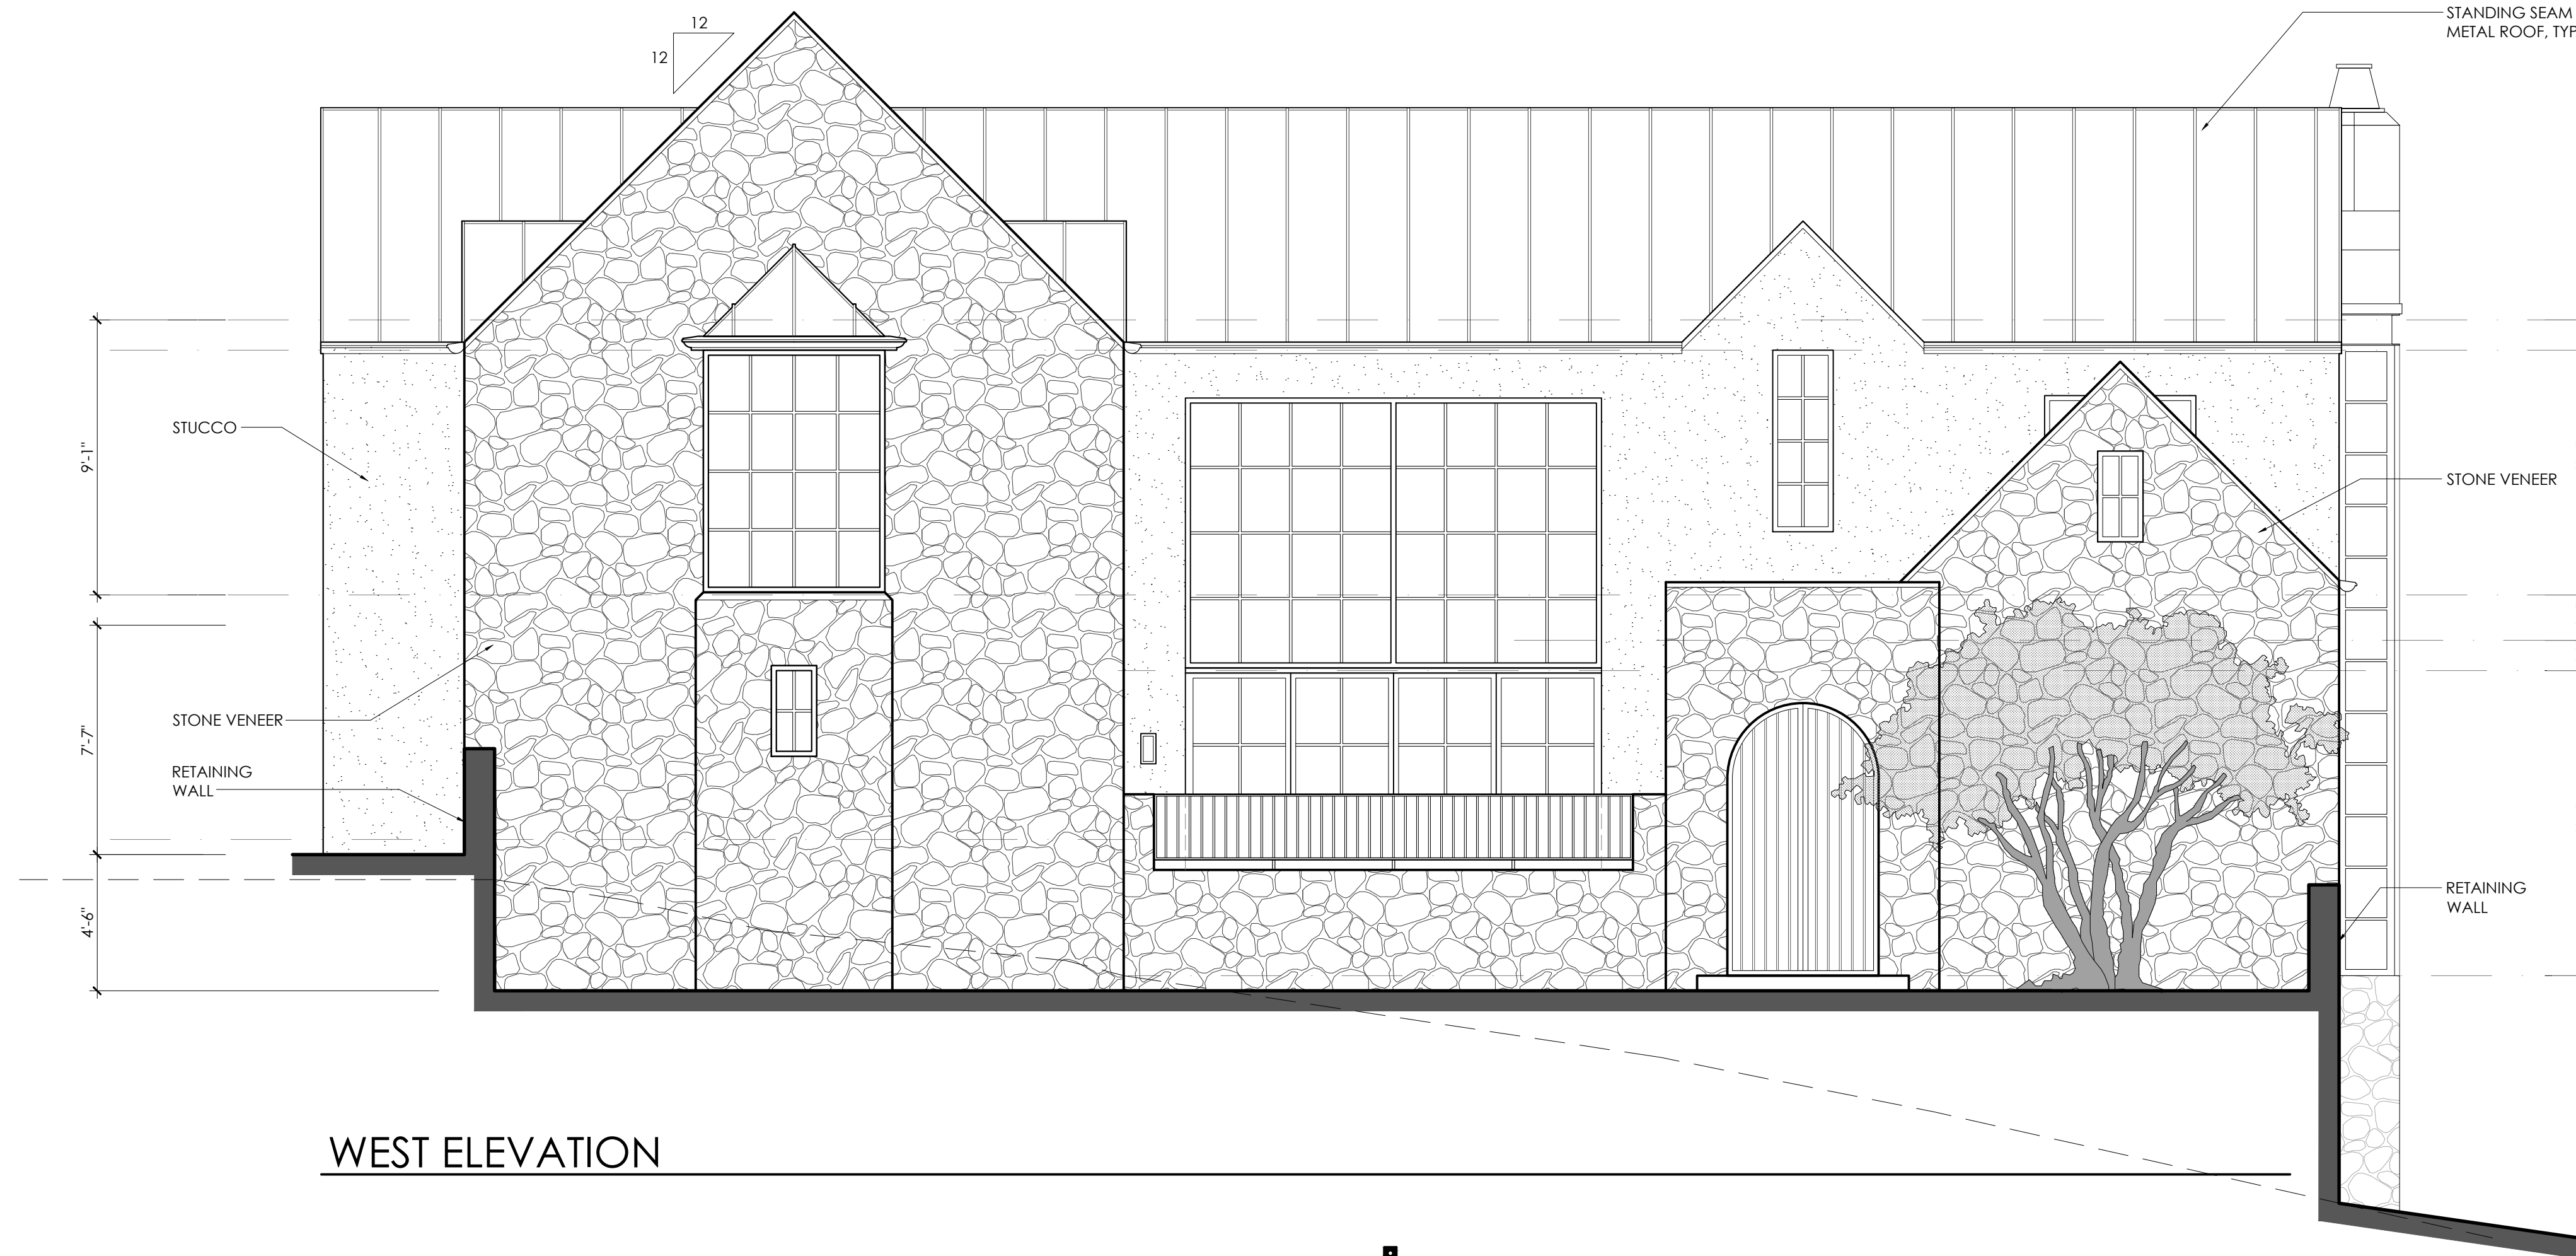 12
12
STANDING SEAM
METAL ROOF, TYP
9'-1"
STUCCO
STONE VENEER
STONE VENEER
7'-7"
RETAINING
WALL
4'-6"
RETAINING
WALL
WEST ELEVATION